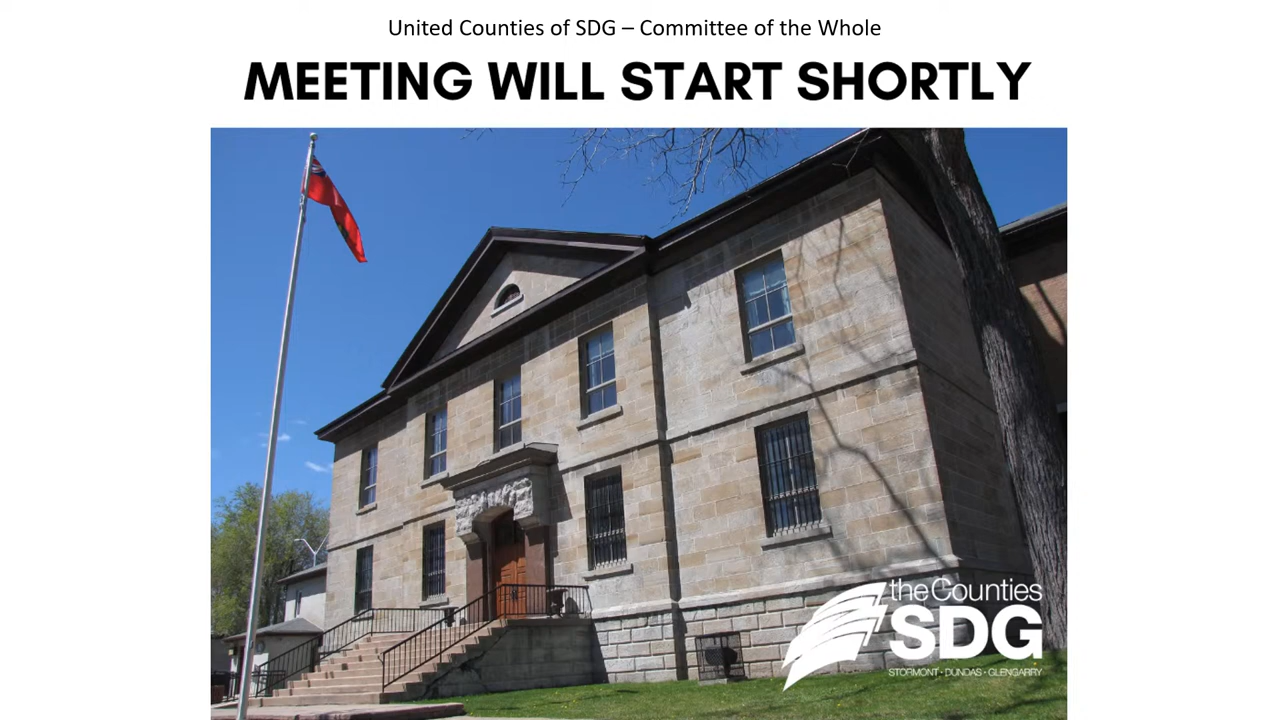 United Counties of SDG – Committee of the Whole
MEETING WILL START SHORTLY
the Counties
SDG
STORMONT · DUNDAS · GLENGARRY